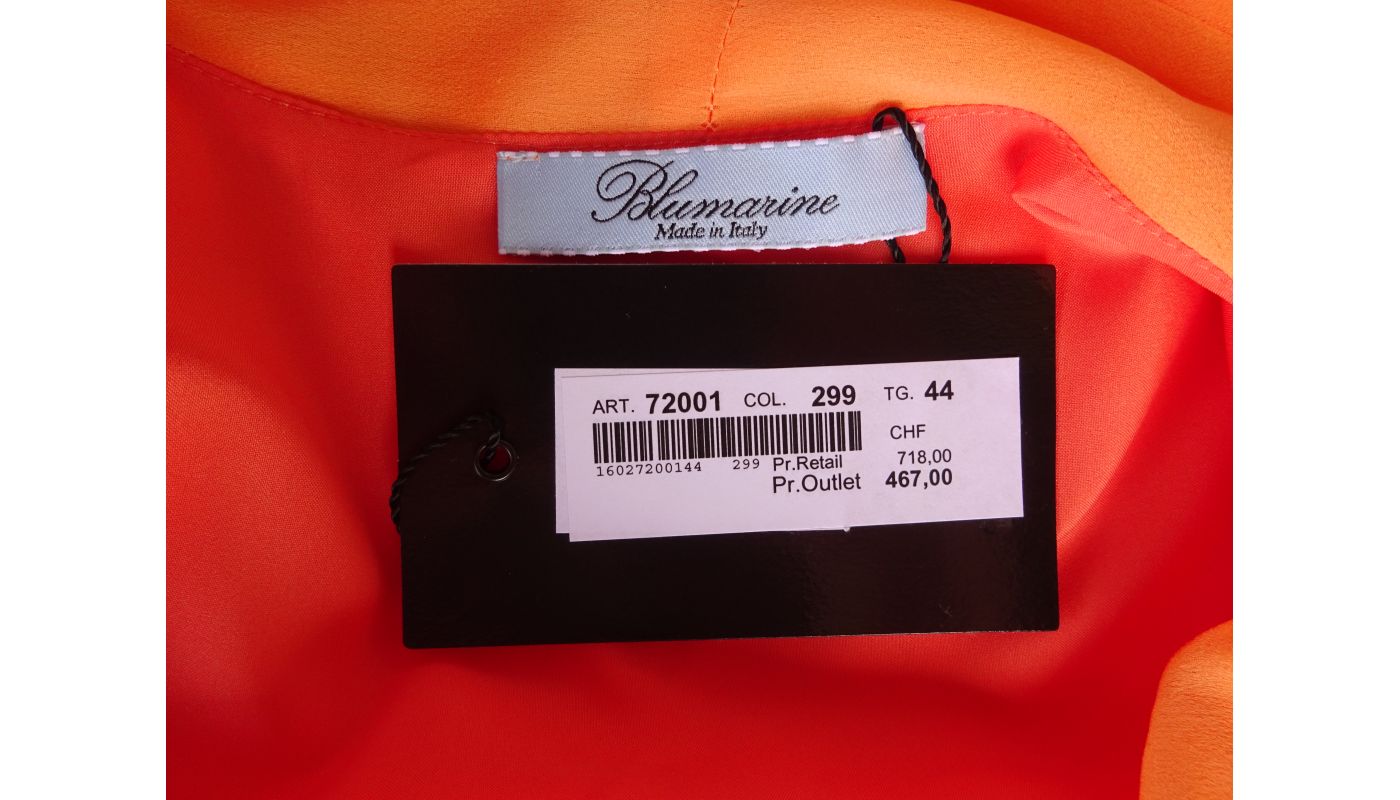 Blumarine
Made in Italy
ART. 72001 COL. 299 TG. 44
CHF
16027200144 299 Pr.Retail 718,00
Pr.Outlet 467,00